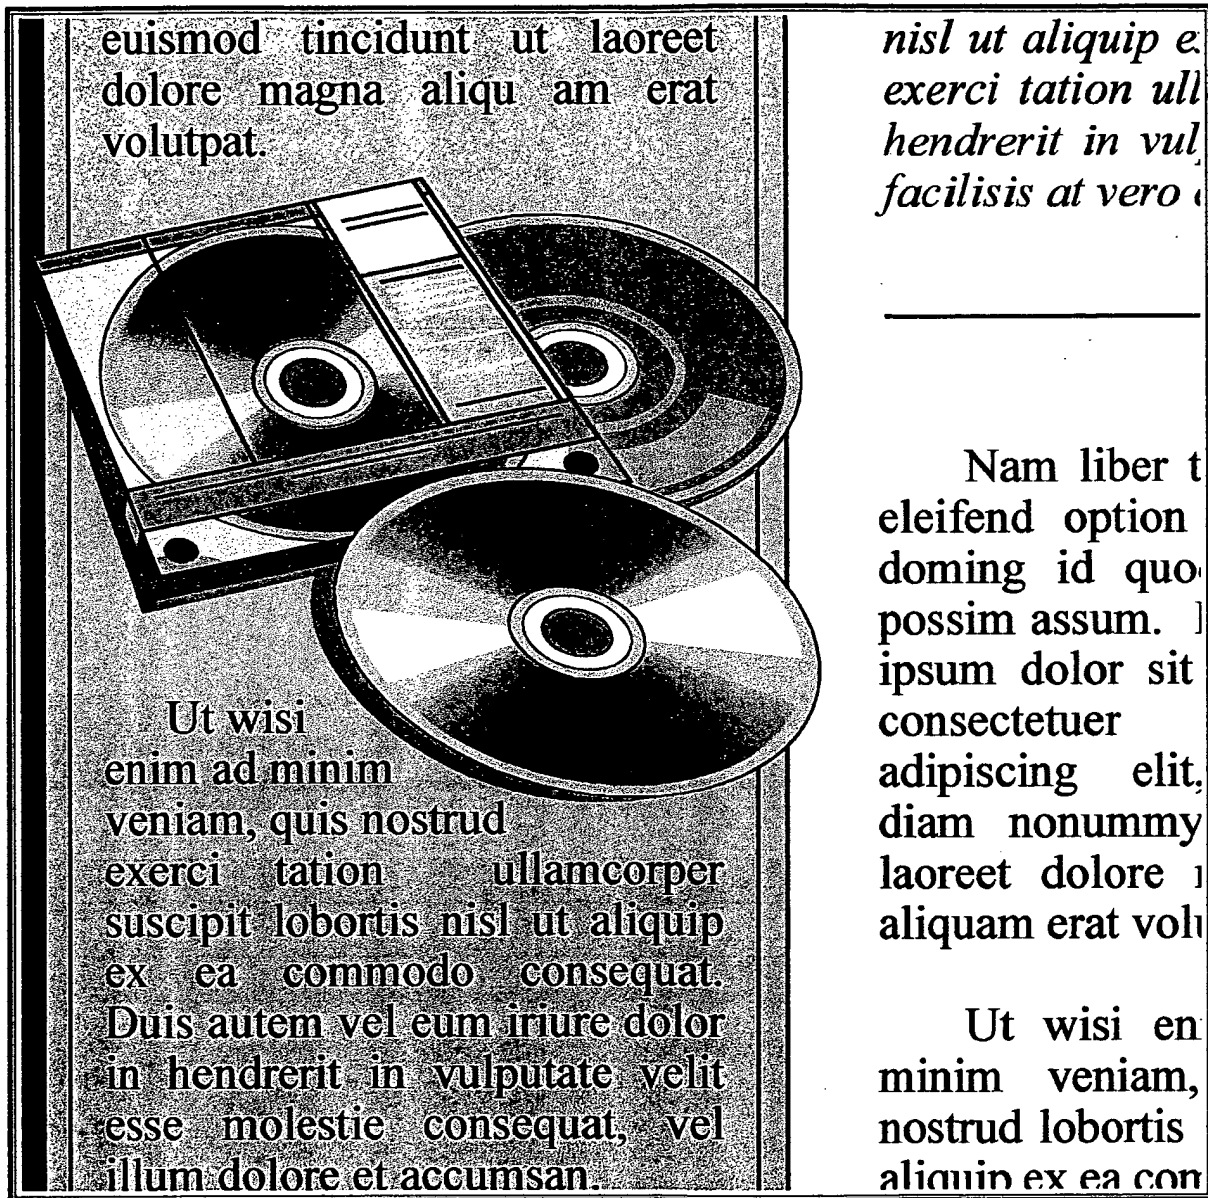 euismod tincidunt ut laoreet
dolore magna aliqu am erat
volutpat.
Ut wisi
enim ad minim
veniam, quis nostrud
exerci tation ullamcorper
suscipit lobortis nisl ut aliquip
ex ea commodo consequat.
Duis autem vel eum iriure dolor
in hendrerit in vulputate velit
esse molestie consequat, vel
illum dolore et accumsan.
nisl ut aliquip
exerci tation
hendrerit in
facilisis at vero
Nam liber
eleifend option
doming id
possim assum.
ipsum dolor sit
consectetuer
adipiscing elit,
diam nonummy
laoreet dolore
aliquam erat
Ut wisi
minim veniam,
nostrud lobortis
aliquip ex ea